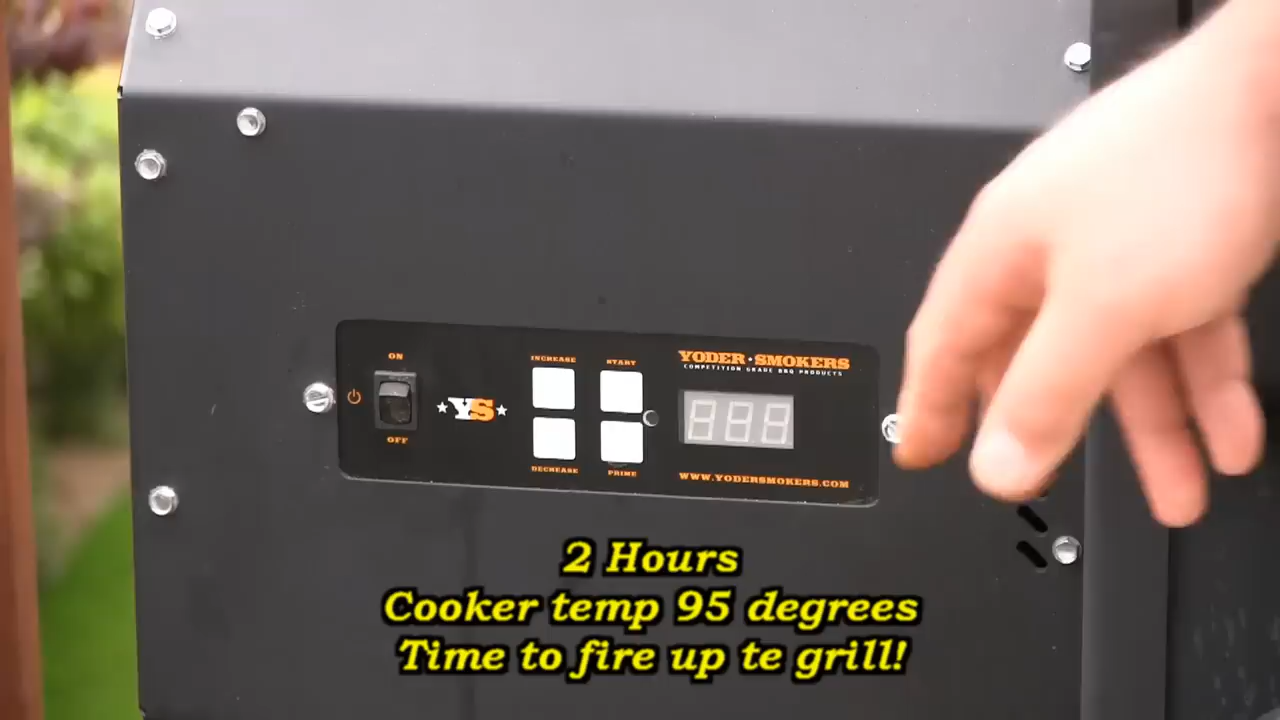 ON
OFF
YS
INCREASE
START
DECREASE
PRIME
YODER·SMOKERS
COMPETITION GRADE BBQ PRODUCTS
888
WWW.YODERSMOKERS.COM
2 Hours
Cooker temp 95 degrees
Time to fire up te grill!